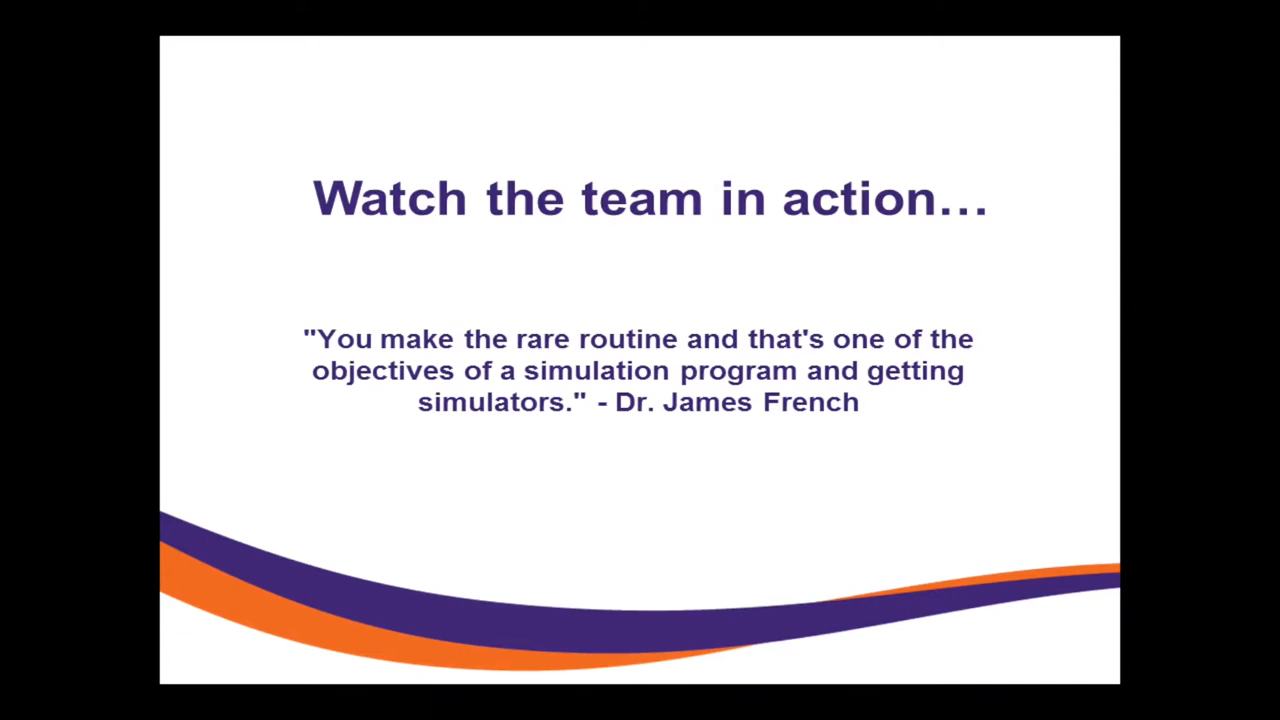 Watch the team in action…
"You make the rare routine and that's one of the
objectives of a simulation program and getting
simulators." - Dr. James French